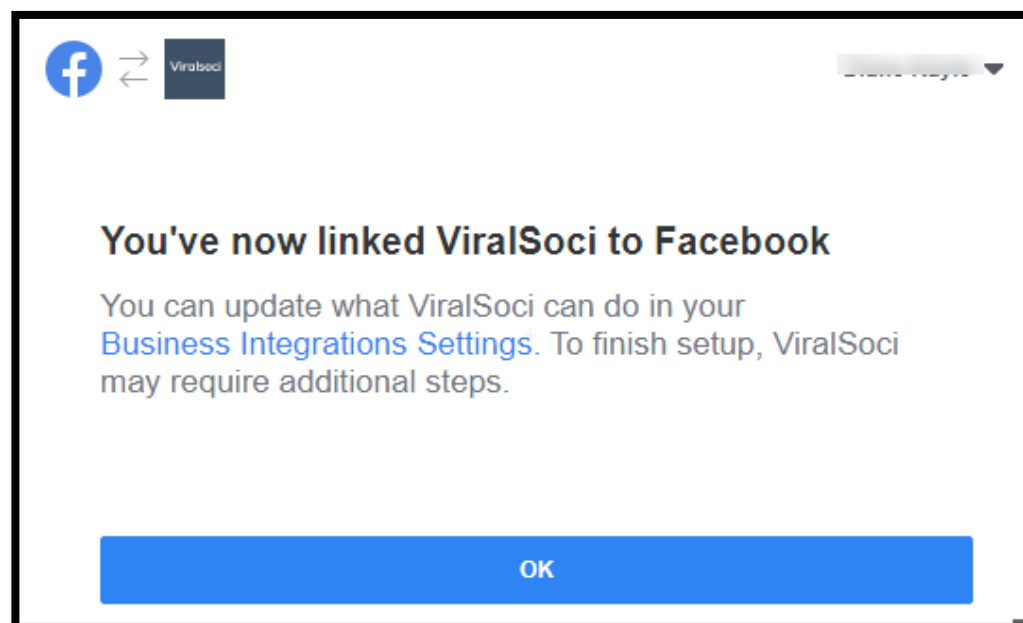 Viralsoci
You've now linked ViralSoci to Facebook
You can update what ViralSoci can do in your
Business Integrations Settings. To finish setup, ViralSoci
may require additional steps.
OK